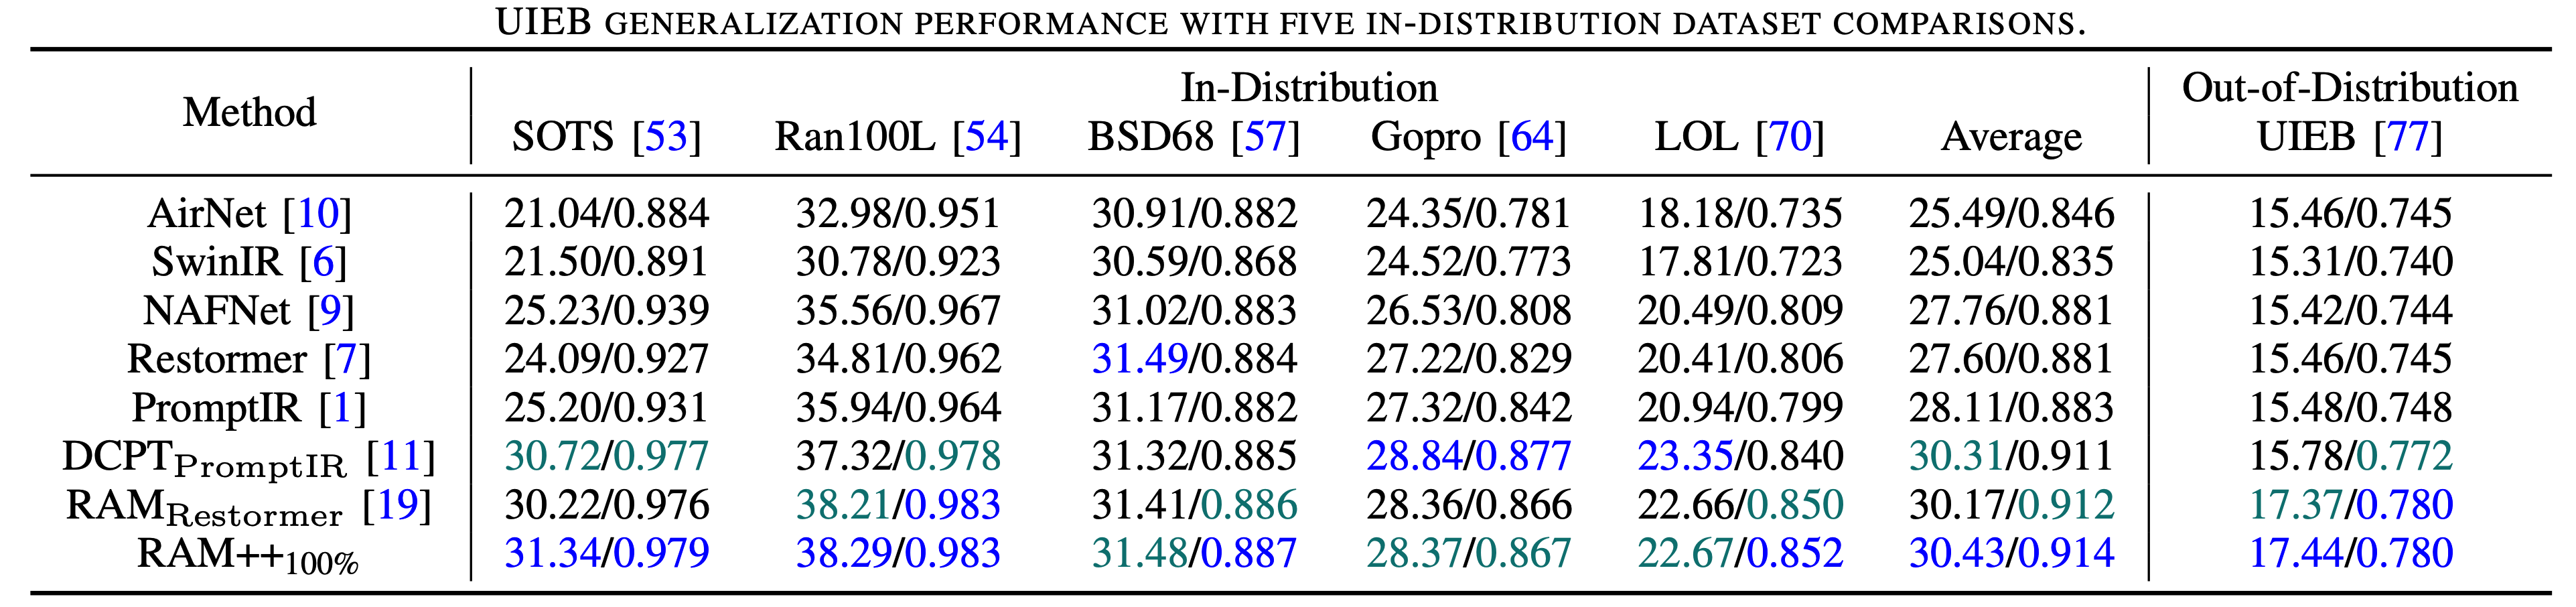 UIEB GENERALIZATION PERFORMANCE WITH FIVE IN-DISTRIBUTION DATASET COMPARISONS.
Method In-Distribution Out-of-Distribution
SOTS [53] Ran100L [54] BSD68 [57] Gopro [64] LOL [70] Average UIEB [77]
AirNet [10] 21.04/0.884 32.98/0.951 30.91/0.882 24.35/0.781 18.18/0.735 25.49/0.846 15.46/0.745
SwinIR [6] 21.50/0.891 30.78/0.923 30.59/0.868 24.52/0.773 17.81/0.723 25.04/0.835 15.31/0.740
NAFNet [9] 25.23/0.939 35.56/0.967 31.02/0.883 26.53/0.808 20.49/0.809 27.76/0.881 15.42/0.744
Restormer [7] 24.09/0.927 34.81/0.962 31.49/0.884 27.22/0.829 20.41/0.806 27.60/0.881 15.46/0.745
PromptIR [1] 25.20/0.931 35.94/0.964 31.17/0.882 27.32/0.842 20.94/0.799 28.11/0.883 15.48/0.748
DCPTPromptIR [11] 30.72/0.977 37.32/0.978 31.32/0.885 28.84/0.877 23.35/0.840 30.31/0.911 15.78/0.772
RAMRestormer [19] 30.22/0.976 38.21/0.983 31.41/0.886 28.36/0.866 22.66/0.850 30.17/0.912 17.37/0.780
RAM++100% 31.34/0.979 38.29/0.983 31.48/0.887 28.37/0.867 22.67/0.852 30.43/0.914 17.44/0.780